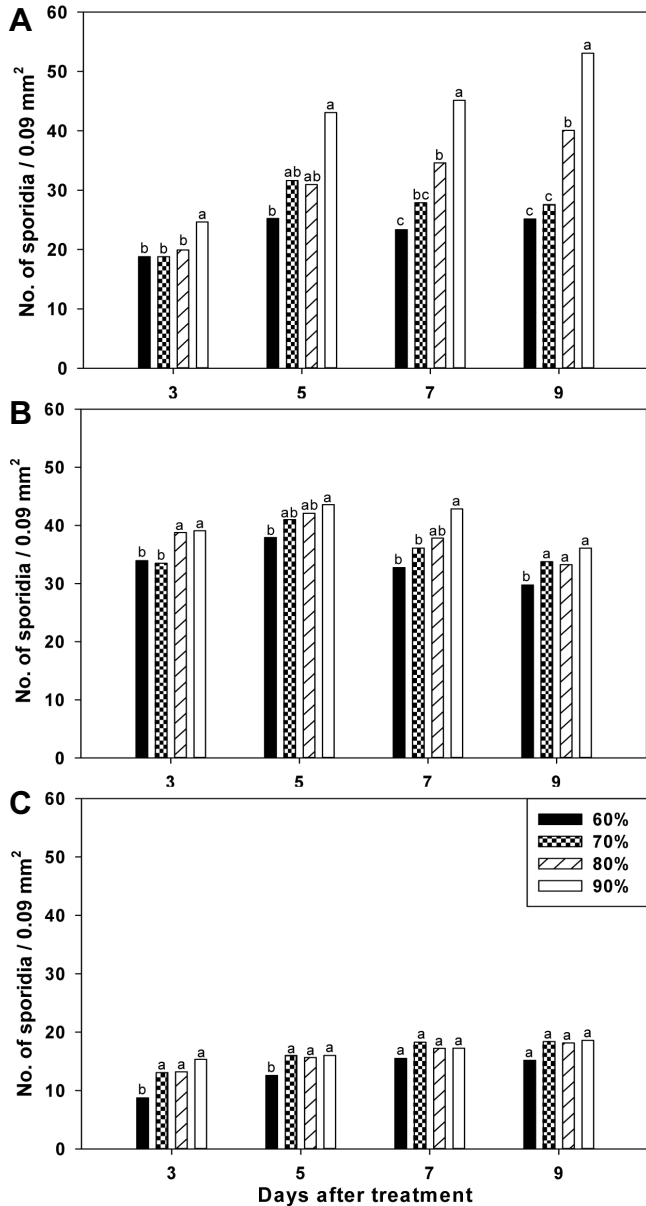 A
No. of sporidia / 0.09 mm²
60
50
40
30
20
10
0
b b b a
b ab ab a
c bc b a
c c b a
3 5 7 9
B
No. of sporidia / 0.09 mm²
60
50
40
30
20
10
0
b b a a
b ab ab a
b b ab a
b a a a
3 5 7 9
C
No. of sporidia / 0.09 mm²
60
50
40
30
20
10
0
60%
70%
80%
90%
b a a a
b a a a
a a a a
a a a a
3 5 7 9
Days after treatment